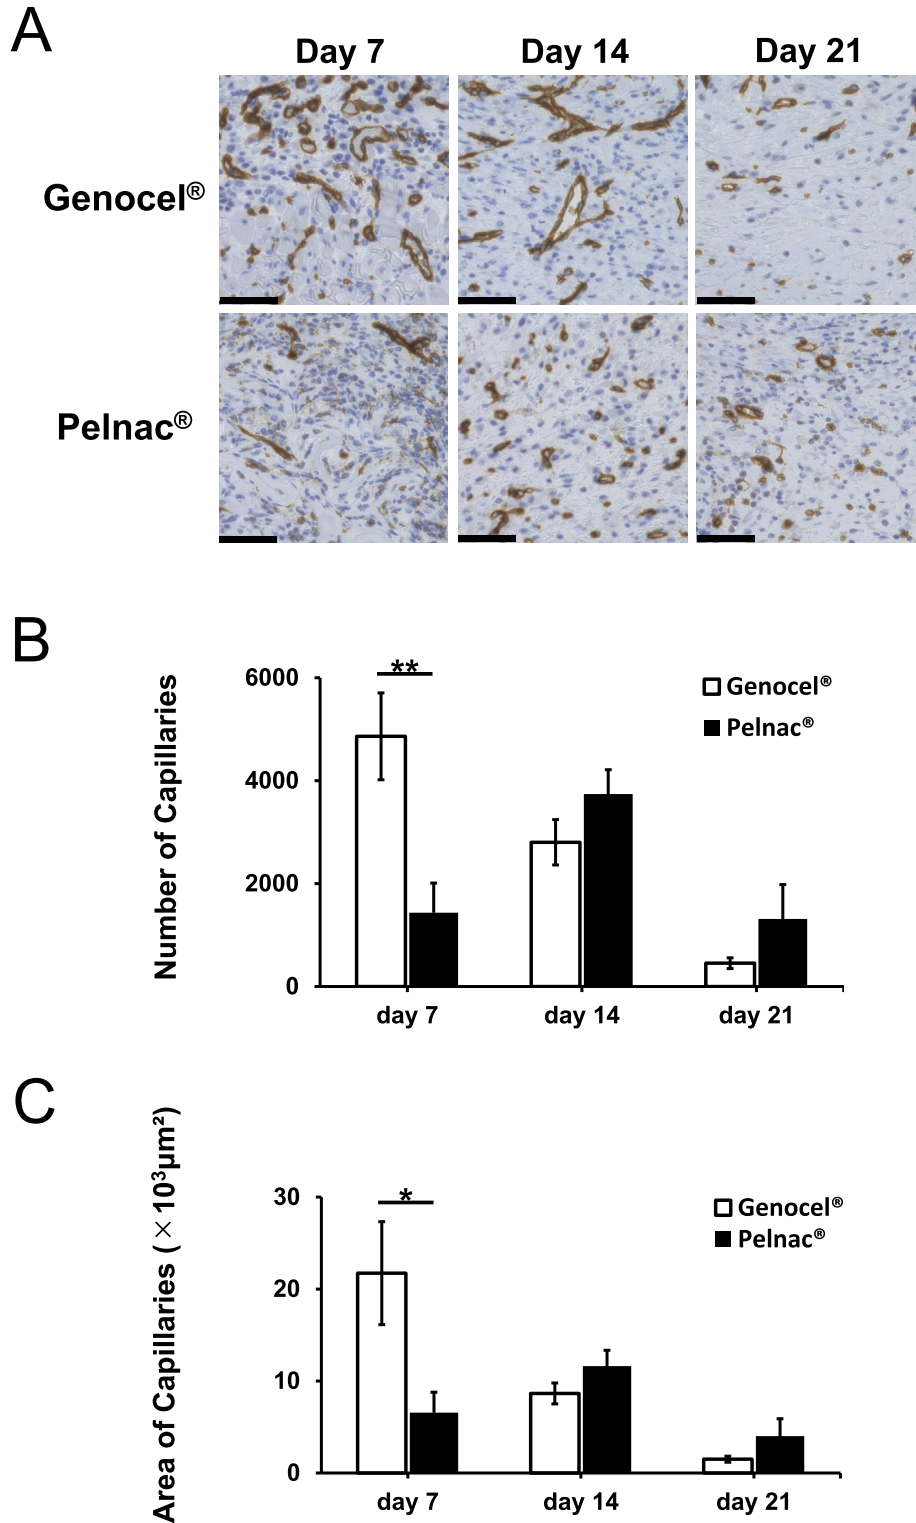 A
Day 7 Day 14 Day 21
Genocel®
Pelnac®
B
Number of Capillaries
6000
4000
2000
0
**
Genocel®
Pelnac®
day 7 day 14 day 21
C
Area of Capillaries (×10³μm²)
30
20
10
0
*
Genocel®
Pelnac®
day 7 day 14 day 21